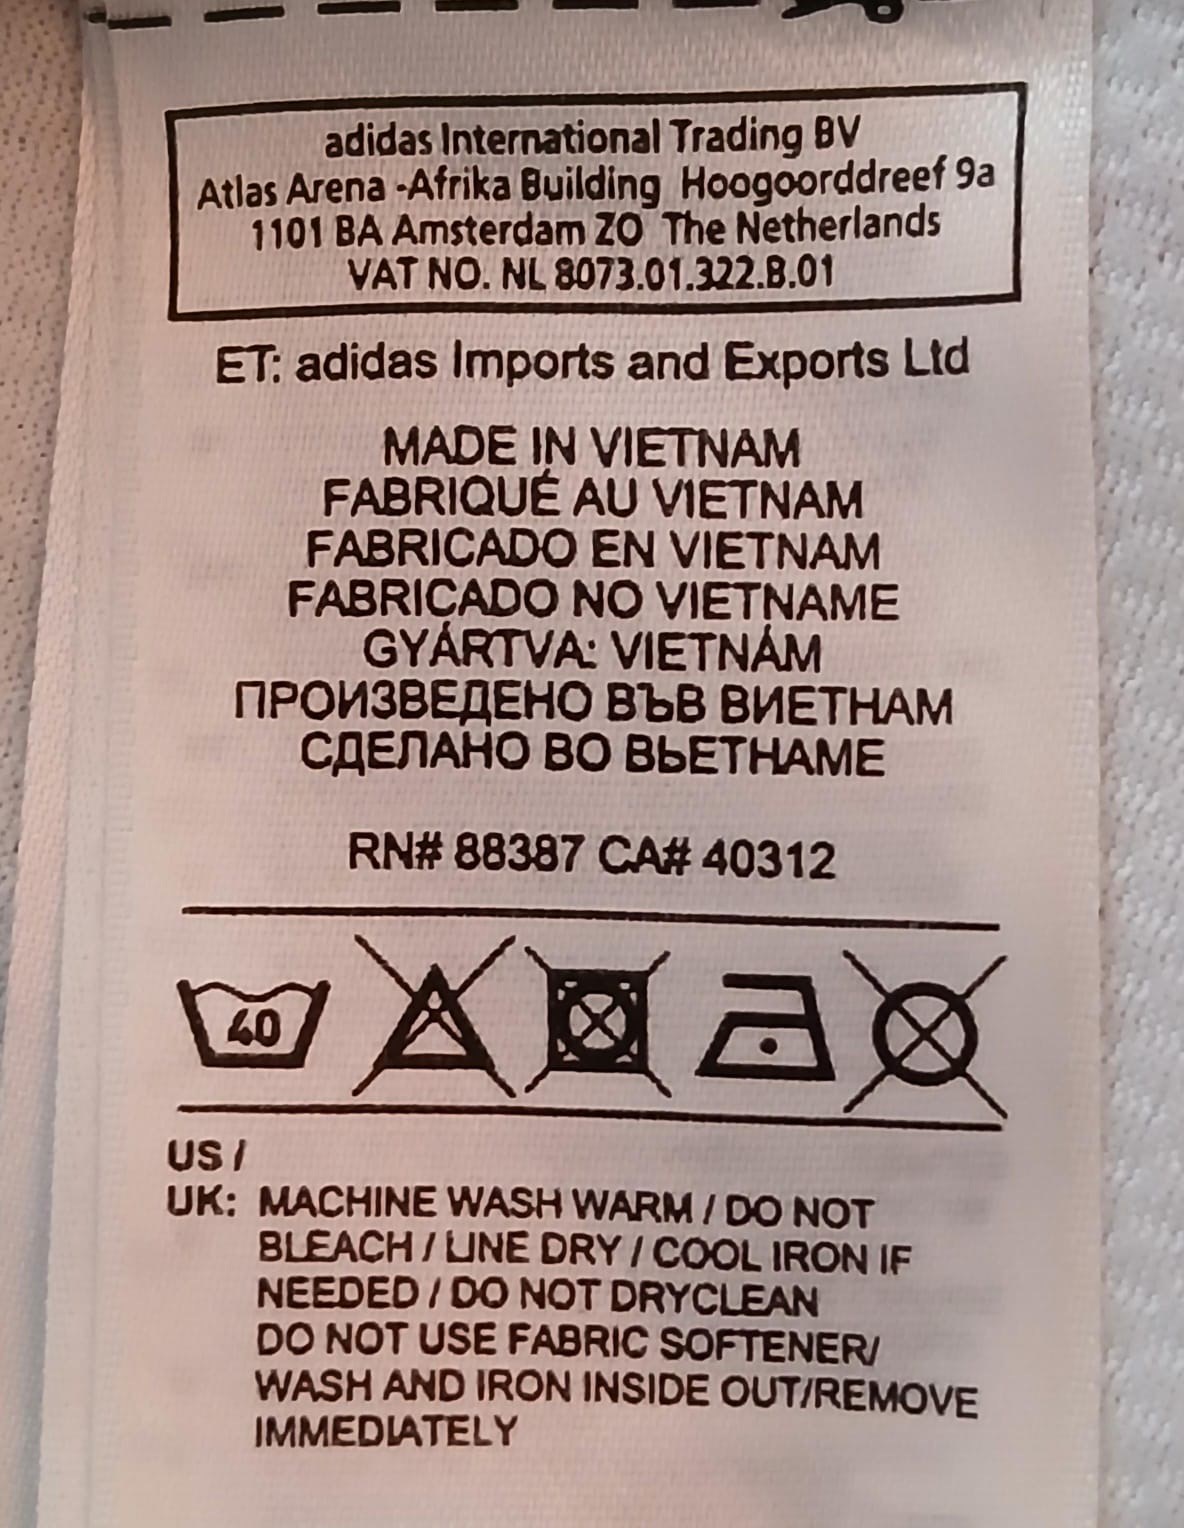 adidas International Trading BV
Atlas Arena -Afrika Building Hoogoorddreef 9a
1101 BA Amsterdam ZO The Netherlands
VAT NO. NL 8073.01.322.B.01
ET: adidas Imports and Exports Ltd
MADE IN VIETNAM
FABRIQUÉ AU VIETNAM
FABRICADO EN VIETNAM
FABRICADO NO VIETNAME
GYÁRTVA: VIETNÁM
ПРОИЗВЕДЕНО ВЪВ ВИЕТНАМ
СДЕЛАНО ВО ВЬЕТНАМЕ
RN# 88387 CA# 40312
40
US /
UK: MACHINE WASH WARM / DO NOT
BLEACH / LINE DRY / COOL IRON IF
NEEDED / DO NOT DRYCLEAN
DO NOT USE FABRIC SOFTENER/
WASH AND IRON INSIDE OUT/REMOVE
IMMEDIATELY